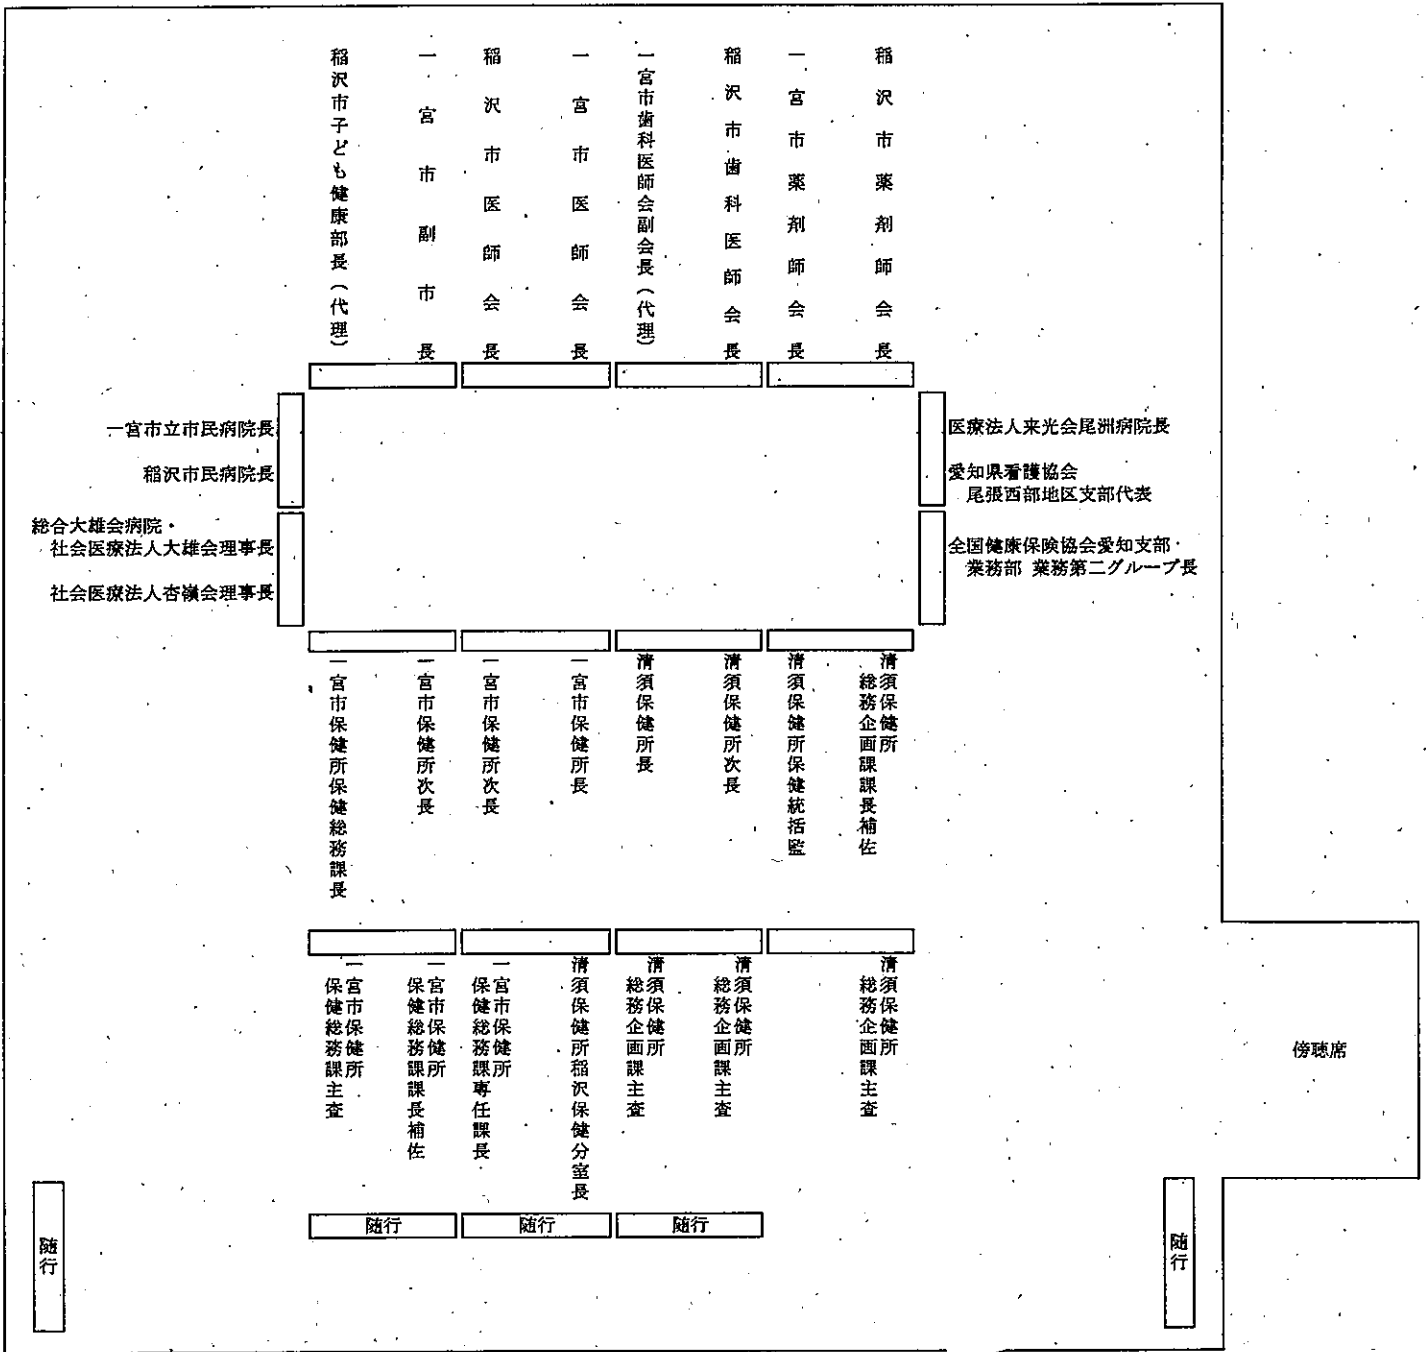 稲沢市子ども健康部長（代理）
一宮市副市長
稲沢市医師会長
一宮市医師会長
一宮市歯科医師会副会長（代理）
稲沢市歯科医師会長
一宮市薬剤師会長
稲沢市薬剤師会長
一宮市立市民病院長
稲沢市民病院長
総合大雄会病院・
社会医療法人大雄会理事長
社会医療法人杏嶺会理事長
医療法人来光会尾洲病院長
愛知県看護協会
尾張西部地区支部代表
全国健康保険協会愛知支部
業務部 業務第二グループ長
一宮市保健所保健総務課長
一宮市保健所次長
一宮市保健所次長
一宮市保健所長
清須保健所長
清須保健所次長
清須保健所保健統括監
清須保健所
総務企画課課長補佐
一宮市保健所
保健総務課主査
一宮市保健所
保健総務課課長補佐
一宮市保健所
保健総務課専任課長
清須保健所稲沢保健分室長
清須保健所
総務企画課主査
清須保健所
総務企画課主査
清須保健所
総務企画課主査
傍聴席
随行
随行
随行
随行
随行